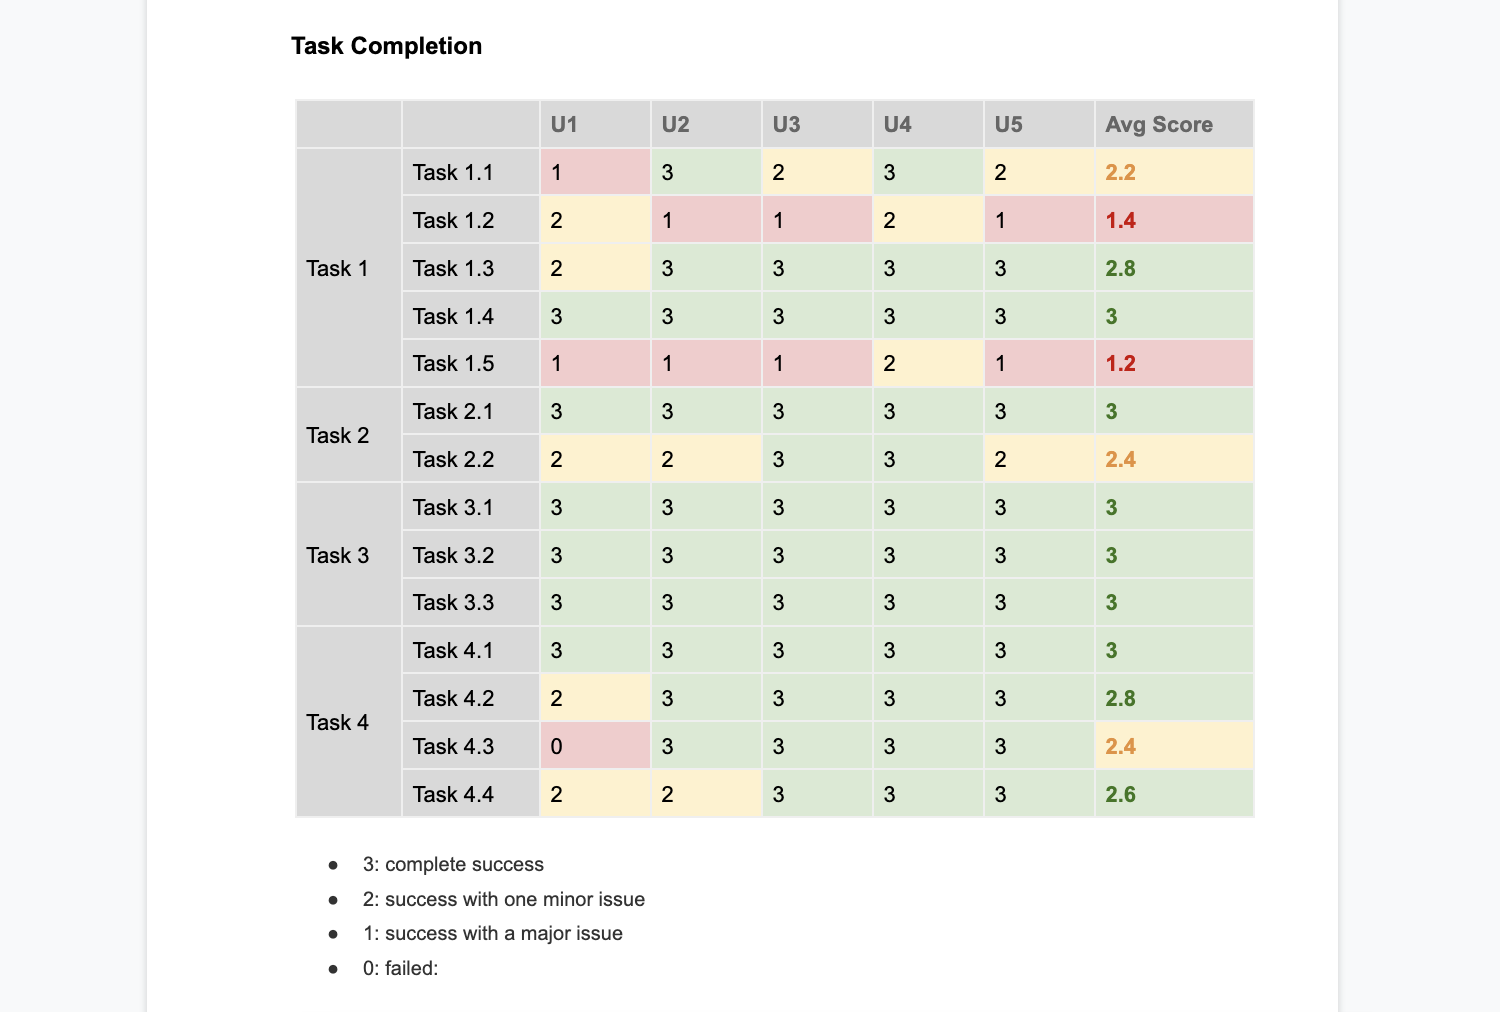 Task Completion
U1 U2 U3 U4 U5 Avg Score
Task 1
Task 1.1 1 3 2 3 2 2.2
Task 1.2 2 1 1 2 1 1.4
Task 1.3 2 3 3 3 3 2.8
Task 1.4 3 3 3 3 3 3
Task 1.5 1 1 1 2 1 1.2
Task 2
Task 2.1 3 3 3 3 3 3
Task 2.2 2 2 3 3 2 2.4
Task 3
Task 3.1 3 3 3 3 3 3
Task 3.2 3 3 3 3 3 3
Task 3.3 3 3 3 3 3 3
Task 4
Task 4.1 3 3 3 3 3 3
Task 4.2 2 3 3 3 3 2.8
Task 4.3 0 3 3 3 3 2.4
Task 4.4 2 2 3 3 3 2.6
● 3: complete success
● 2: success with one minor issue
● 1: success with a major issue
● 0: failed: